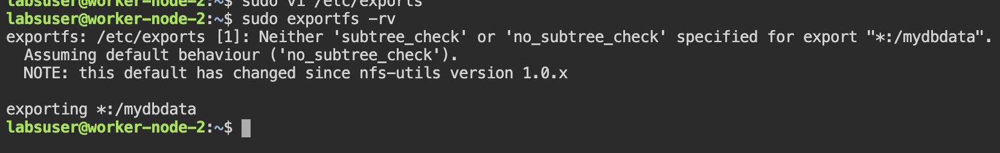 labsuser@worker-node-2:~$ sudo vi /etc/exports
labsuser@worker-node-2:~$ sudo exportfs -rv
exportfs: /etc/exports [1]: Neither 'subtree_check' or 'no_subtree_check' specified for export "*:/mydbdata".
  Assuming default behaviour ('no_subtree_check').
  NOTE: this default has changed since nfs-utils version 1.0.x

exporting *:/mydbdata
labsuser@worker-node-2:~$